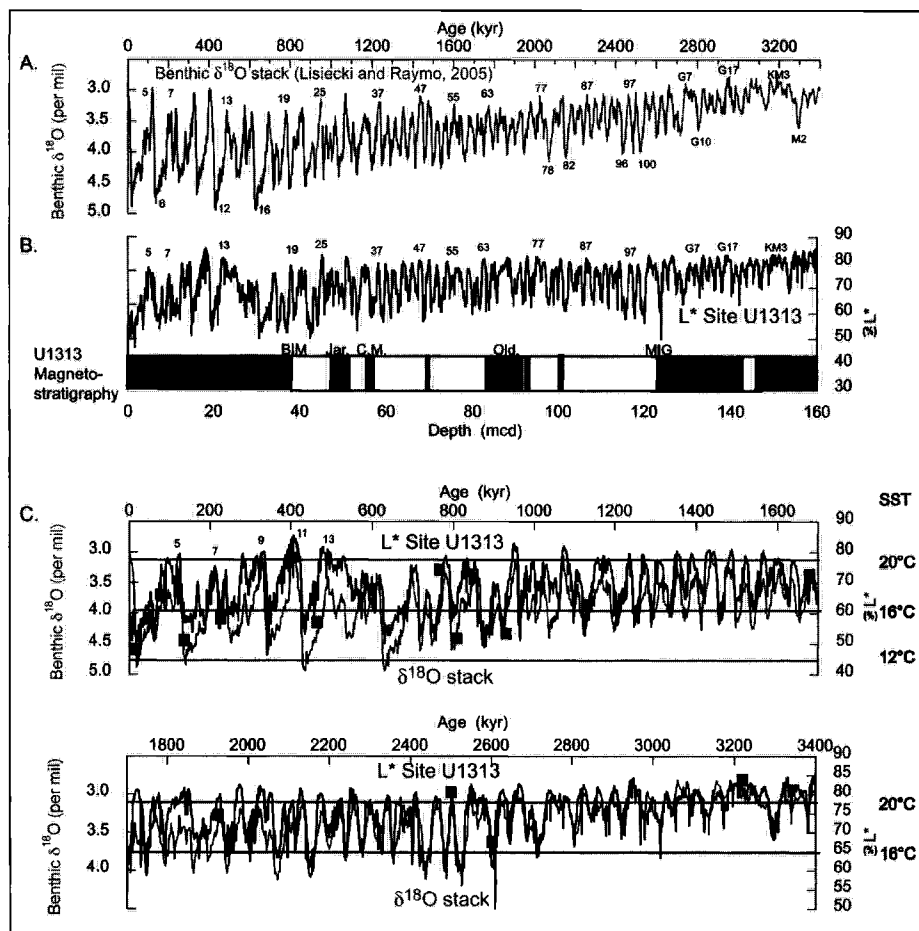 Age (kyr)
0 400 800 1200 1600 2000 2400 2800 3200
A.
Benthic δ18O stack (Lisiecki and Raymo, 2005)
Benthic δ18O (per mil)
3.0
3.5
4.0
4.5
5.0
5 7 13 19 25 37 47 55 63 77 87 97 G7 G17 KM3
6 12 16 78 82 96 100 G10 M2
B.
5 7 13 19 25 37 47 55 63 77 87 97 G7 G17 KM3
L* Site U1313
90
80
70
60
50
40
30
L* (%)
U1313
Magneto-
stratigraphy
B/M Jar. C.M. Old. M/G
0 20 40 60 80 100 120 140 160
Depth (mcd)
Age (kyr)
0 200 400 600 800 1000 1200 1400 1600
SST
C.
L* Site U1313
5 7 9 11 13
Benthic δ18O (per mil)
3.0
3.5
4.0
4.5
5.0
90
80
70
60
50
40
L* (%)
20°C
16°C
12°C
δ18O stack
Age (kyr)
1800 2000 2200 2400 2600 2800 3000 3200 3400
L* Site U1313
Benthic δ18O (per mil)
3.0
3.5
4.0
90
85
80
75
70
65
60
55
50
L* (%)
20°C
16°C
δ18O stack